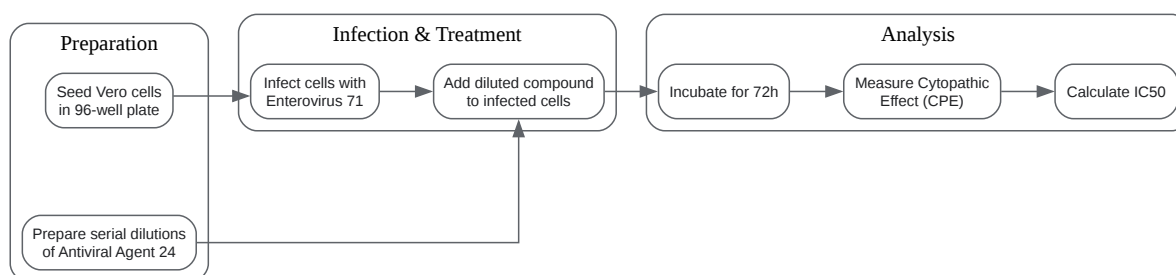 Preparation
Seed Vero cells
in 96-well plate
Prepare serial dilutions
of Antiviral Agent 24
Infection & Treatment
Infect cells with
Enterovirus 71
Add diluted compound
to infected cells
Analysis
Incubate for 72h
Measure Cytopathic
Effect (CPE)
Calculate IC50